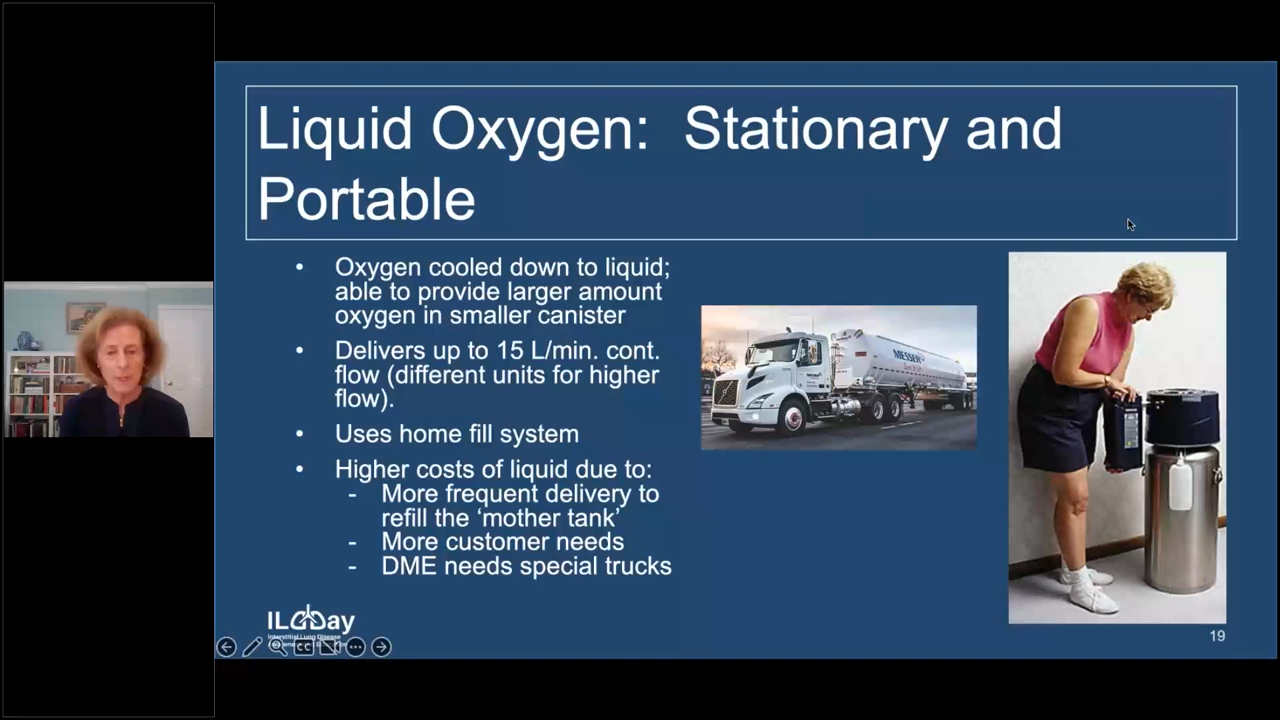 Liquid Oxygen:  Stationary and
Portable
• Oxygen cooled down to liquid;
able to provide larger amount
oxygen in smaller canister
• Delivers up to 15 L/min. cont.
flow (different units for higher
flow).
• Uses home fill system
• Higher costs of liquid due to:
- More frequent delivery to
refill the ‘mother tank’
- More customer needs
- DME needs special trucks
MESSER
ILDDay
Interstitial Lung Disease
CC
19